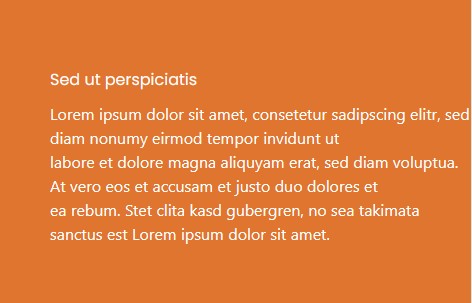 Sed ut perspiciatis
Lorem ipsum dolor sit amet, consetetur sadipscing elitr, sed
diam nonumy eirmod tempor invidunt ut
labore et dolore magna aliquyam erat, sed diam voluptua.
At vero eos et accusam et justo duo dolores et
ea rebum. Stet clita kasd gubergren, no sea takimata
sanctus est Lorem ipsum dolor sit amet.